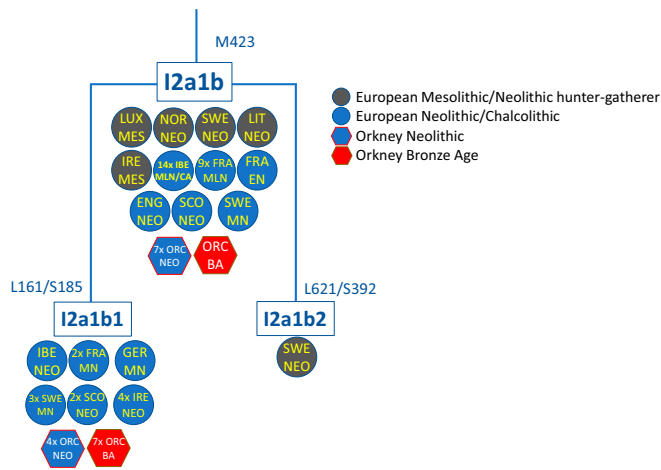 M423
I2a1b
LUX
MES
NOR
NEO
SWE
NEO
LIT
NEO
IRE
MES
14x IBE
MLN/CA
9x FRA
MLN
FRA
EN
ENG
NEO
SCO
NEO
SWE
MN
7x ORC
NEO
ORC
BA
European Mesolithic/Neolithic hunter-gatherer
European Neolithic/Chalcolithic
Orkney Neolithic
Orkney Bronze Age
L161/S185
L621/S392
I2a1b1
IBE
NEO
2x FRA
MN
GER
MN
3x SWE
MN
2x SCO
NEO
4x IRE
NEO
4x ORC
NEO
7x ORC
BA
I2a1b2
SWE
NEO